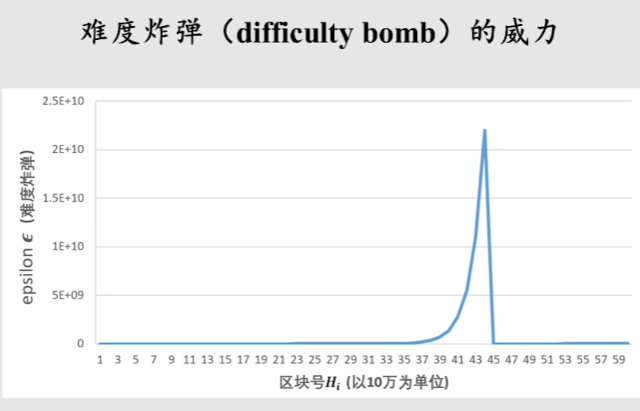 难度炸弹（difficulty bomb）的威力
2.5E+10
2E+10
1.5E+10
1E+10
5E+09
0
epsilon ϵ (难度炸弹)
1 3 5 7 9 11 13 15 17 19 21 23 25 27 29 31 33 35 37 39 41 43 45 47 49 51 53 55 57 59
区块号Hᵢ (以10万为单位)